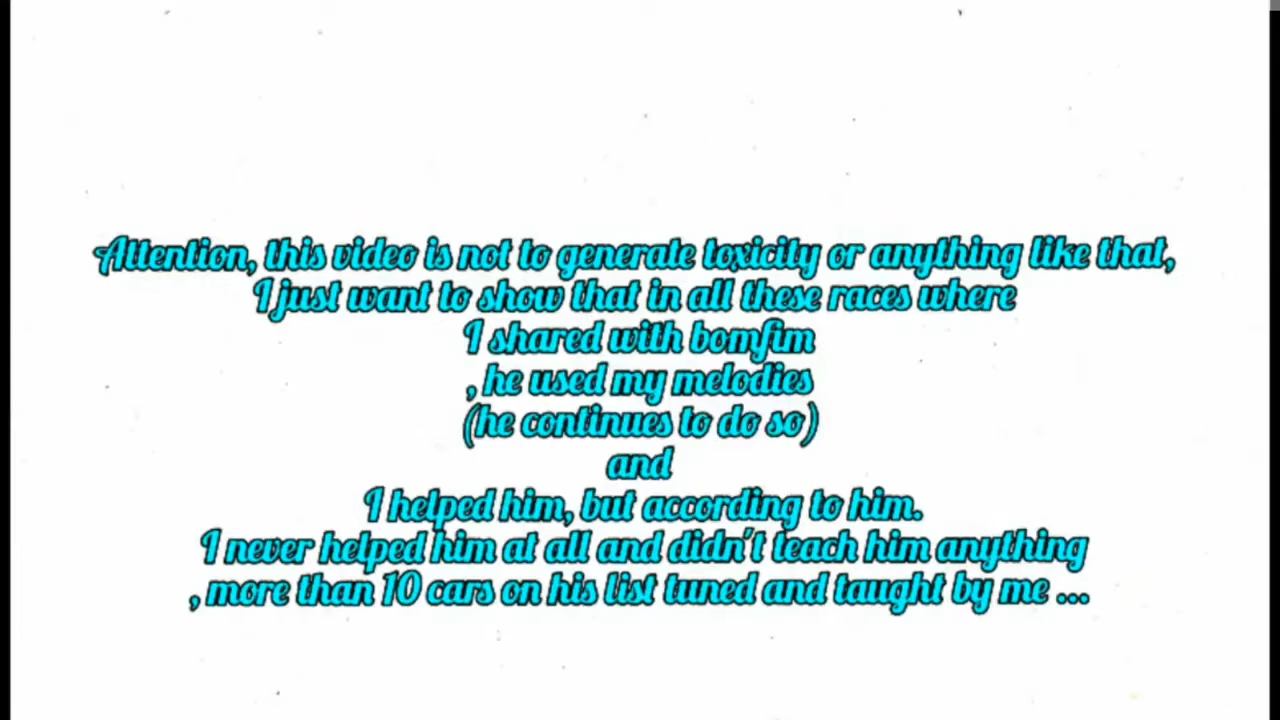 Attention, this video is not to generate toxicity or anything like that,
I just want to show that in all these races where
I shared with bomfim
, he used my melodies
(he continues to do so)
and
I helped him, but according to him.
I never helped him at all and didn't teach him anything
, more than 10 cars on his list tuned and taught by me ...